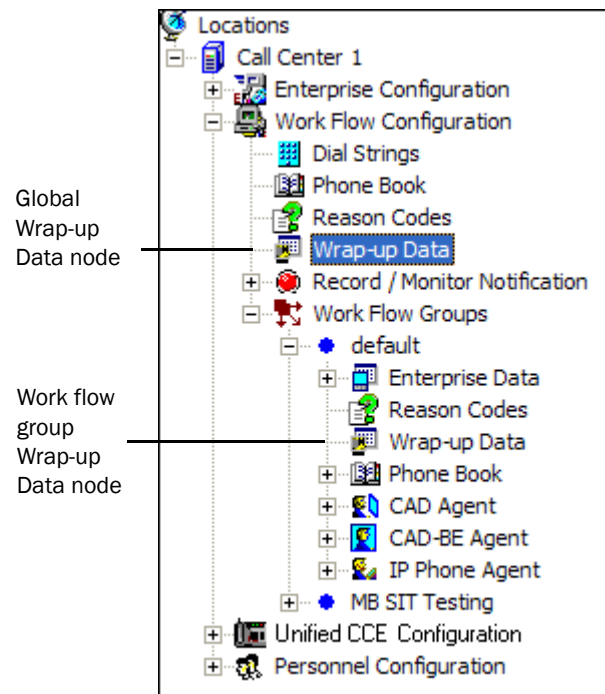 Locations
Call Center 1
Enterprise Configuration
Work Flow Configuration
Dial Strings
Phone Book
Reason Codes
Wrap-up Data
Record / Monitor Notification
Work Flow Groups
default
Enterprise Data
Reason Codes
Wrap-up Data
Phone Book
CAD Agent
CAD-BE Agent
IP Phone Agent
MB SIT Testing
Unified CCE Configuration
Personnel Configuration
Global
Wrap-up
Data node
Work flow
group
Wrap-up
Data node